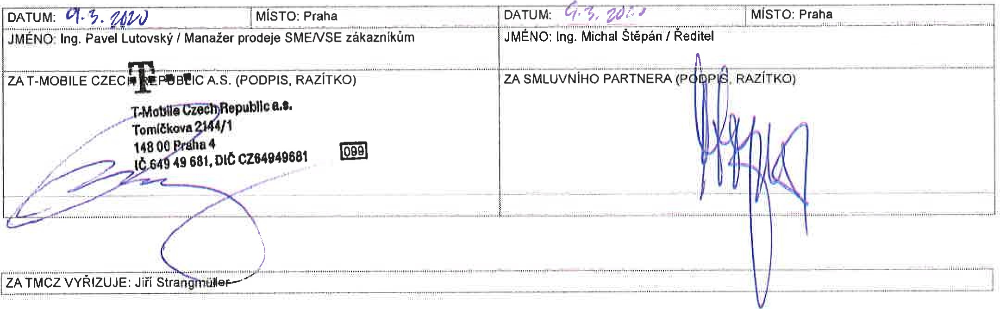 DATUM: 9.3.2020 MÍSTO: Praha
JMÉNO: Ing. Pavel Lutovský / Manažer prodeje SME/VSE zákazníkům
ZA T-MOBILE CZECH REPUBLIC A.S. (PODPIS, RAZÍTKO)
T
T-Mobile Czech Republic a.s.
Tomíčkova 2144/1
148 00 Praha 4
IČ 649 49 681, DIČ CZ64949681
099
DATUM: 9.3.2020 MÍSTO: Praha
JMÉNO: Ing. Michal Štěpán / Ředitel
ZA SMLUVNÍHO PARTNERA (PODPIS, RAZÍTKO)
ZA TMCZ VYŘIZUJE: Jiří Strangmüller